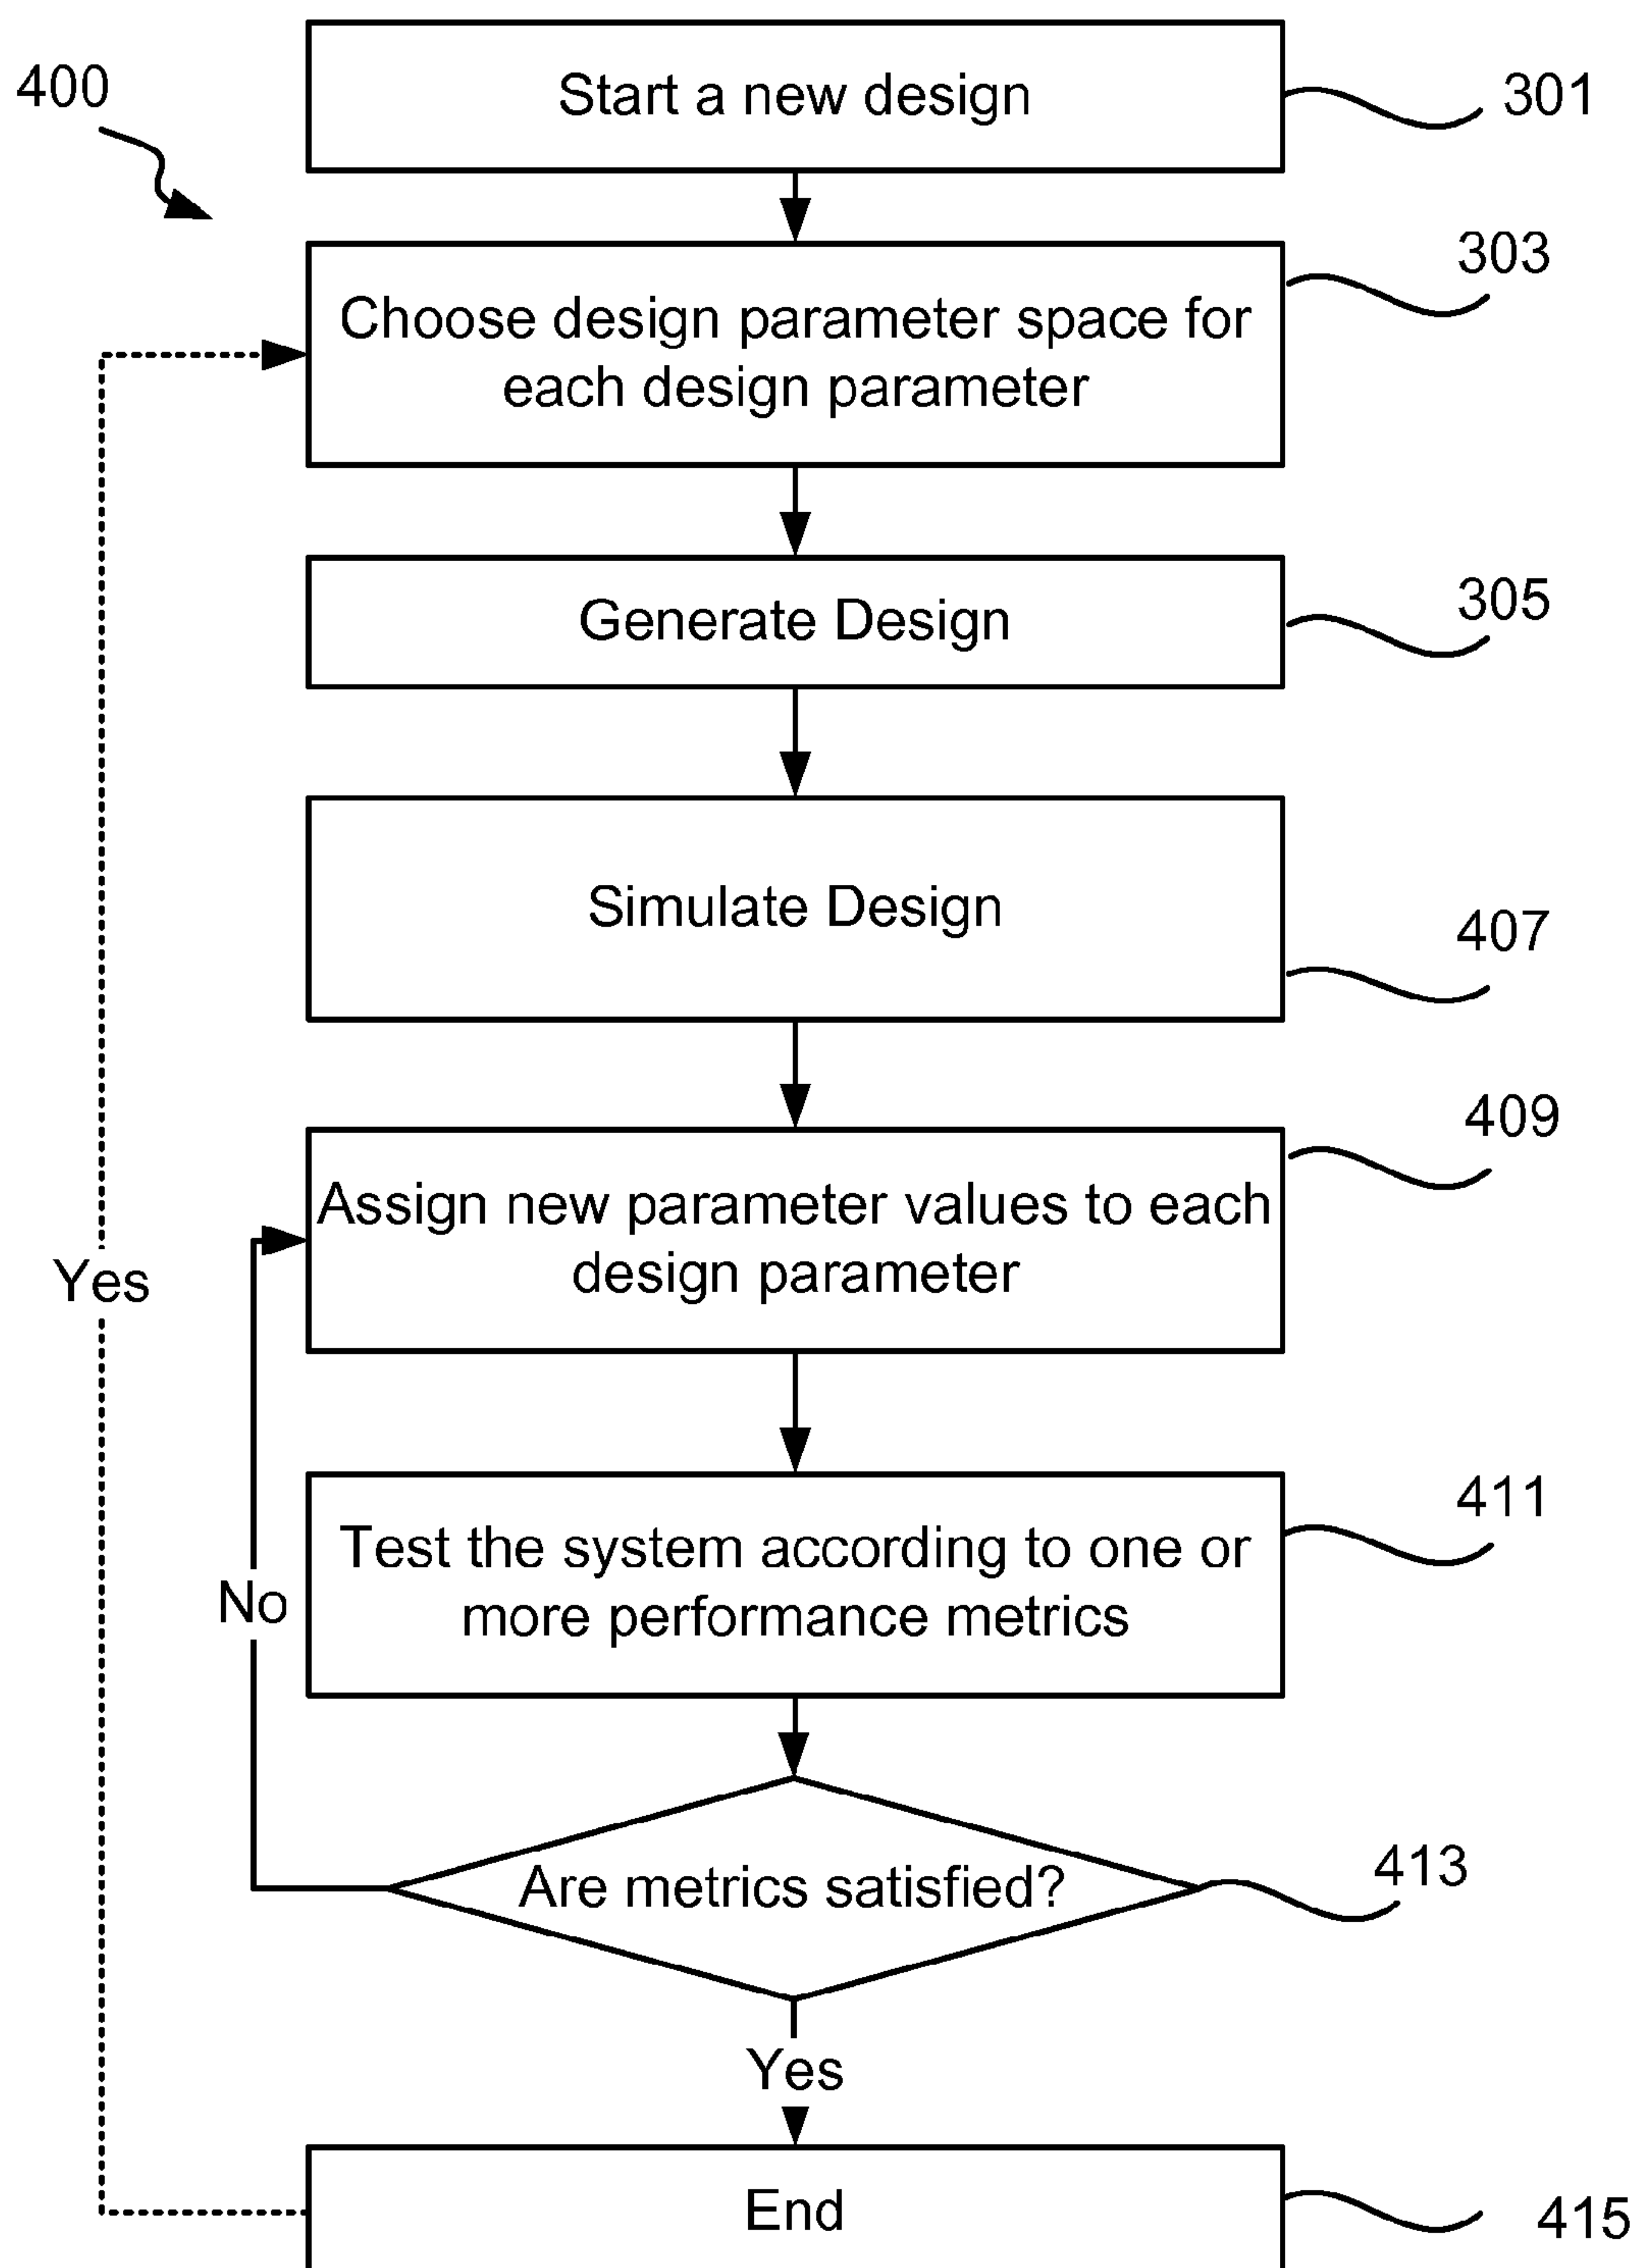 400
Start a new design
301
303
Choose design parameter space for
each design parameter
Generate Design
305
Simulate Design
407
409
Assign new parameter values to each
design parameter
Yes
411
Test the system according to one or
more performance metrics
No
Are metrics satisfied?
413
Yes
End
415